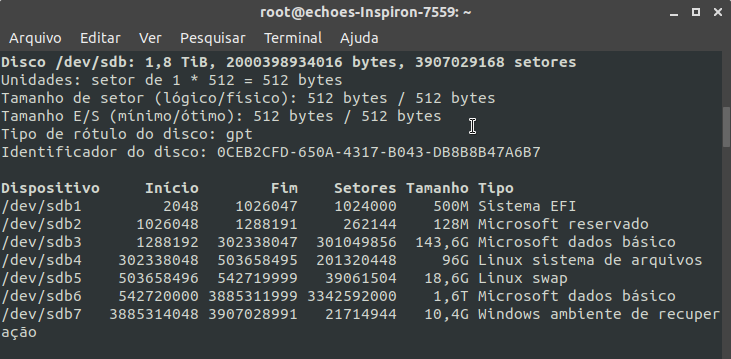 root@echoes-Inspiron-7559: ~
Arquivo Editar Ver Pesquisar Terminal Ajuda
Disco /dev/sdb: 1,8 TiB, 2000398934016 bytes, 3907029168 setores
Unidades: setor de 1 * 512 = 512 bytes
Tamanho de setor (lógico/físico): 512 bytes / 512 bytes
Tamanho E/S (mínimo/ótimo): 512 bytes / 512 bytes
Tipo de rótulo do disco: gpt
Identificador do disco: 0CEB2CFD-650A-4317-B043-DB8B8B47A6B7
Dispositivo Início Fim Setores Tamanho Tipo
/dev/sdb1 2048 1026047 1024000 500M Sistema EFI
/dev/sdb2 1026048 1288191 262144 128M Microsoft reservado
/dev/sdb3 1288192 302338047 301049856 143,6G Microsoft dados básico
/dev/sdb4 302338048 503658495 201320448 96G Linux sistema de arquivos
/dev/sdb5 503658496 542719999 39061504 18,6G Linux swap
/dev/sdb6 542720000 3885311999 3342592000 1,6T Microsoft dados básico
/dev/sdb7 3885314048 3907028991 21714944 10,4G Windows ambiente de recuper
ação